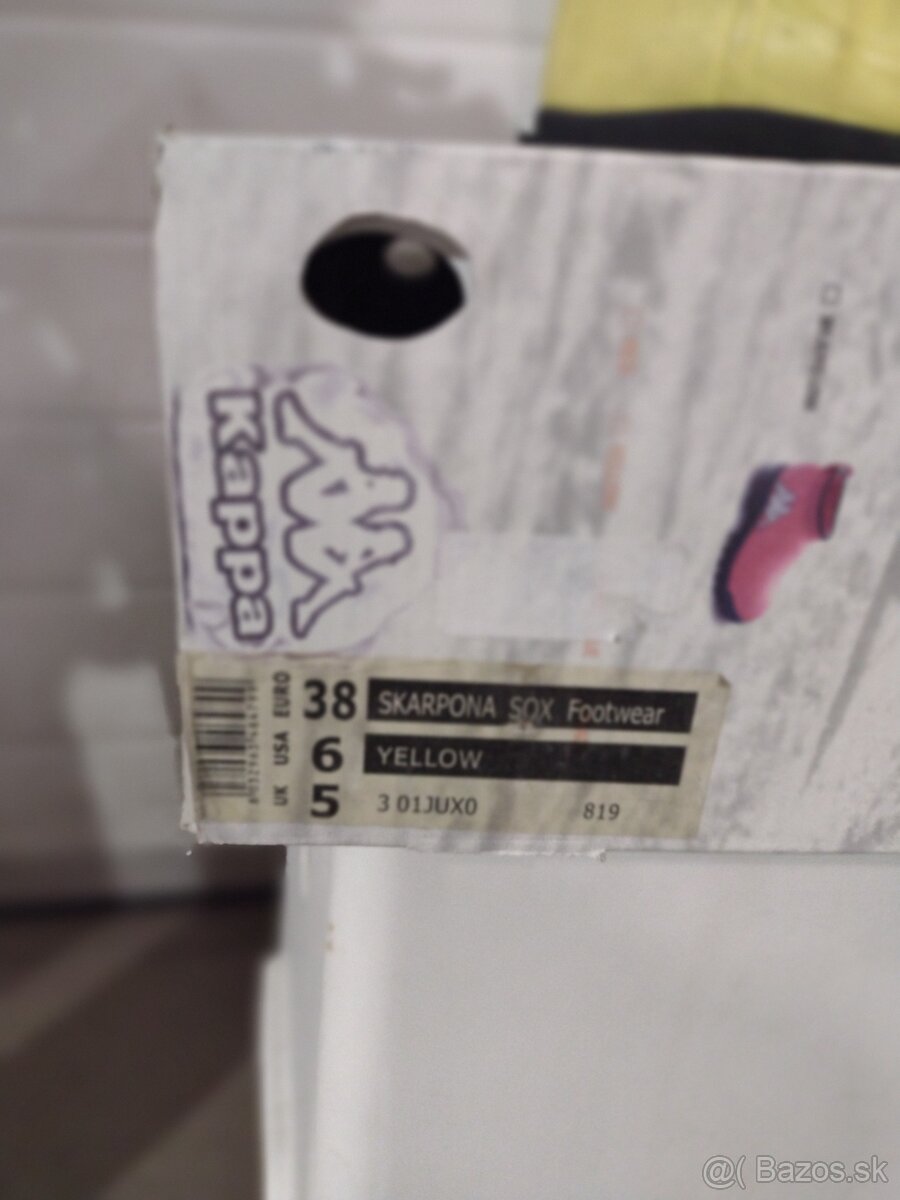 Kappa
EURO 38 SKARPONA SOX Footwear
USA 6 YELLOW
UK 5 3 01JUX0 819
@( Bazos.sk